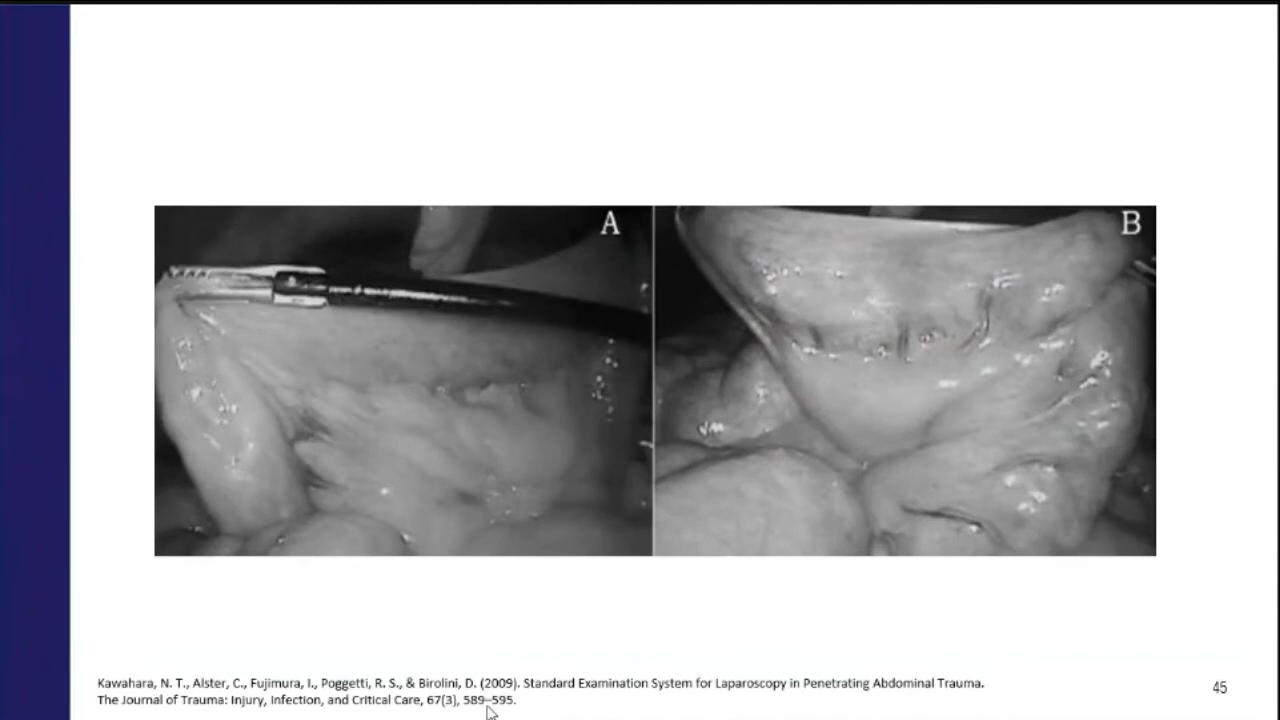 A
B
Kawahara, N. T., Alster, C., Fujimura, I., Poggetti, R. S., & Birolini, D. (2009). Standard Examination System for Laparoscopy in Penetrating Abdominal Trauma.
The Journal of Trauma: Injury, Infection, and Critical Care, 67(3), 589–595.
45